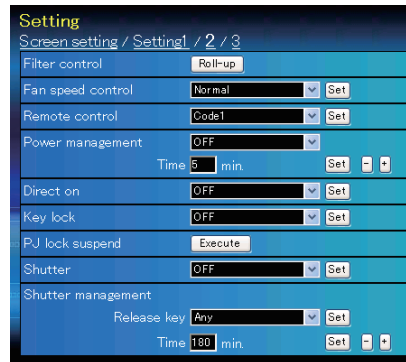 Setting
Screen setting / Setting1 / 2 / 3
Filter control Roll-up
Fan speed control Normal Set
Remote control Code1 Set
Power management OFF
Time 5 min. Set - +
Direct on OFF Set
Key lock OFF Set
PJ lock suspend Execute
Shutter OFF Set
Shutter management
Release key Any Set
Time 180 min. Set - +